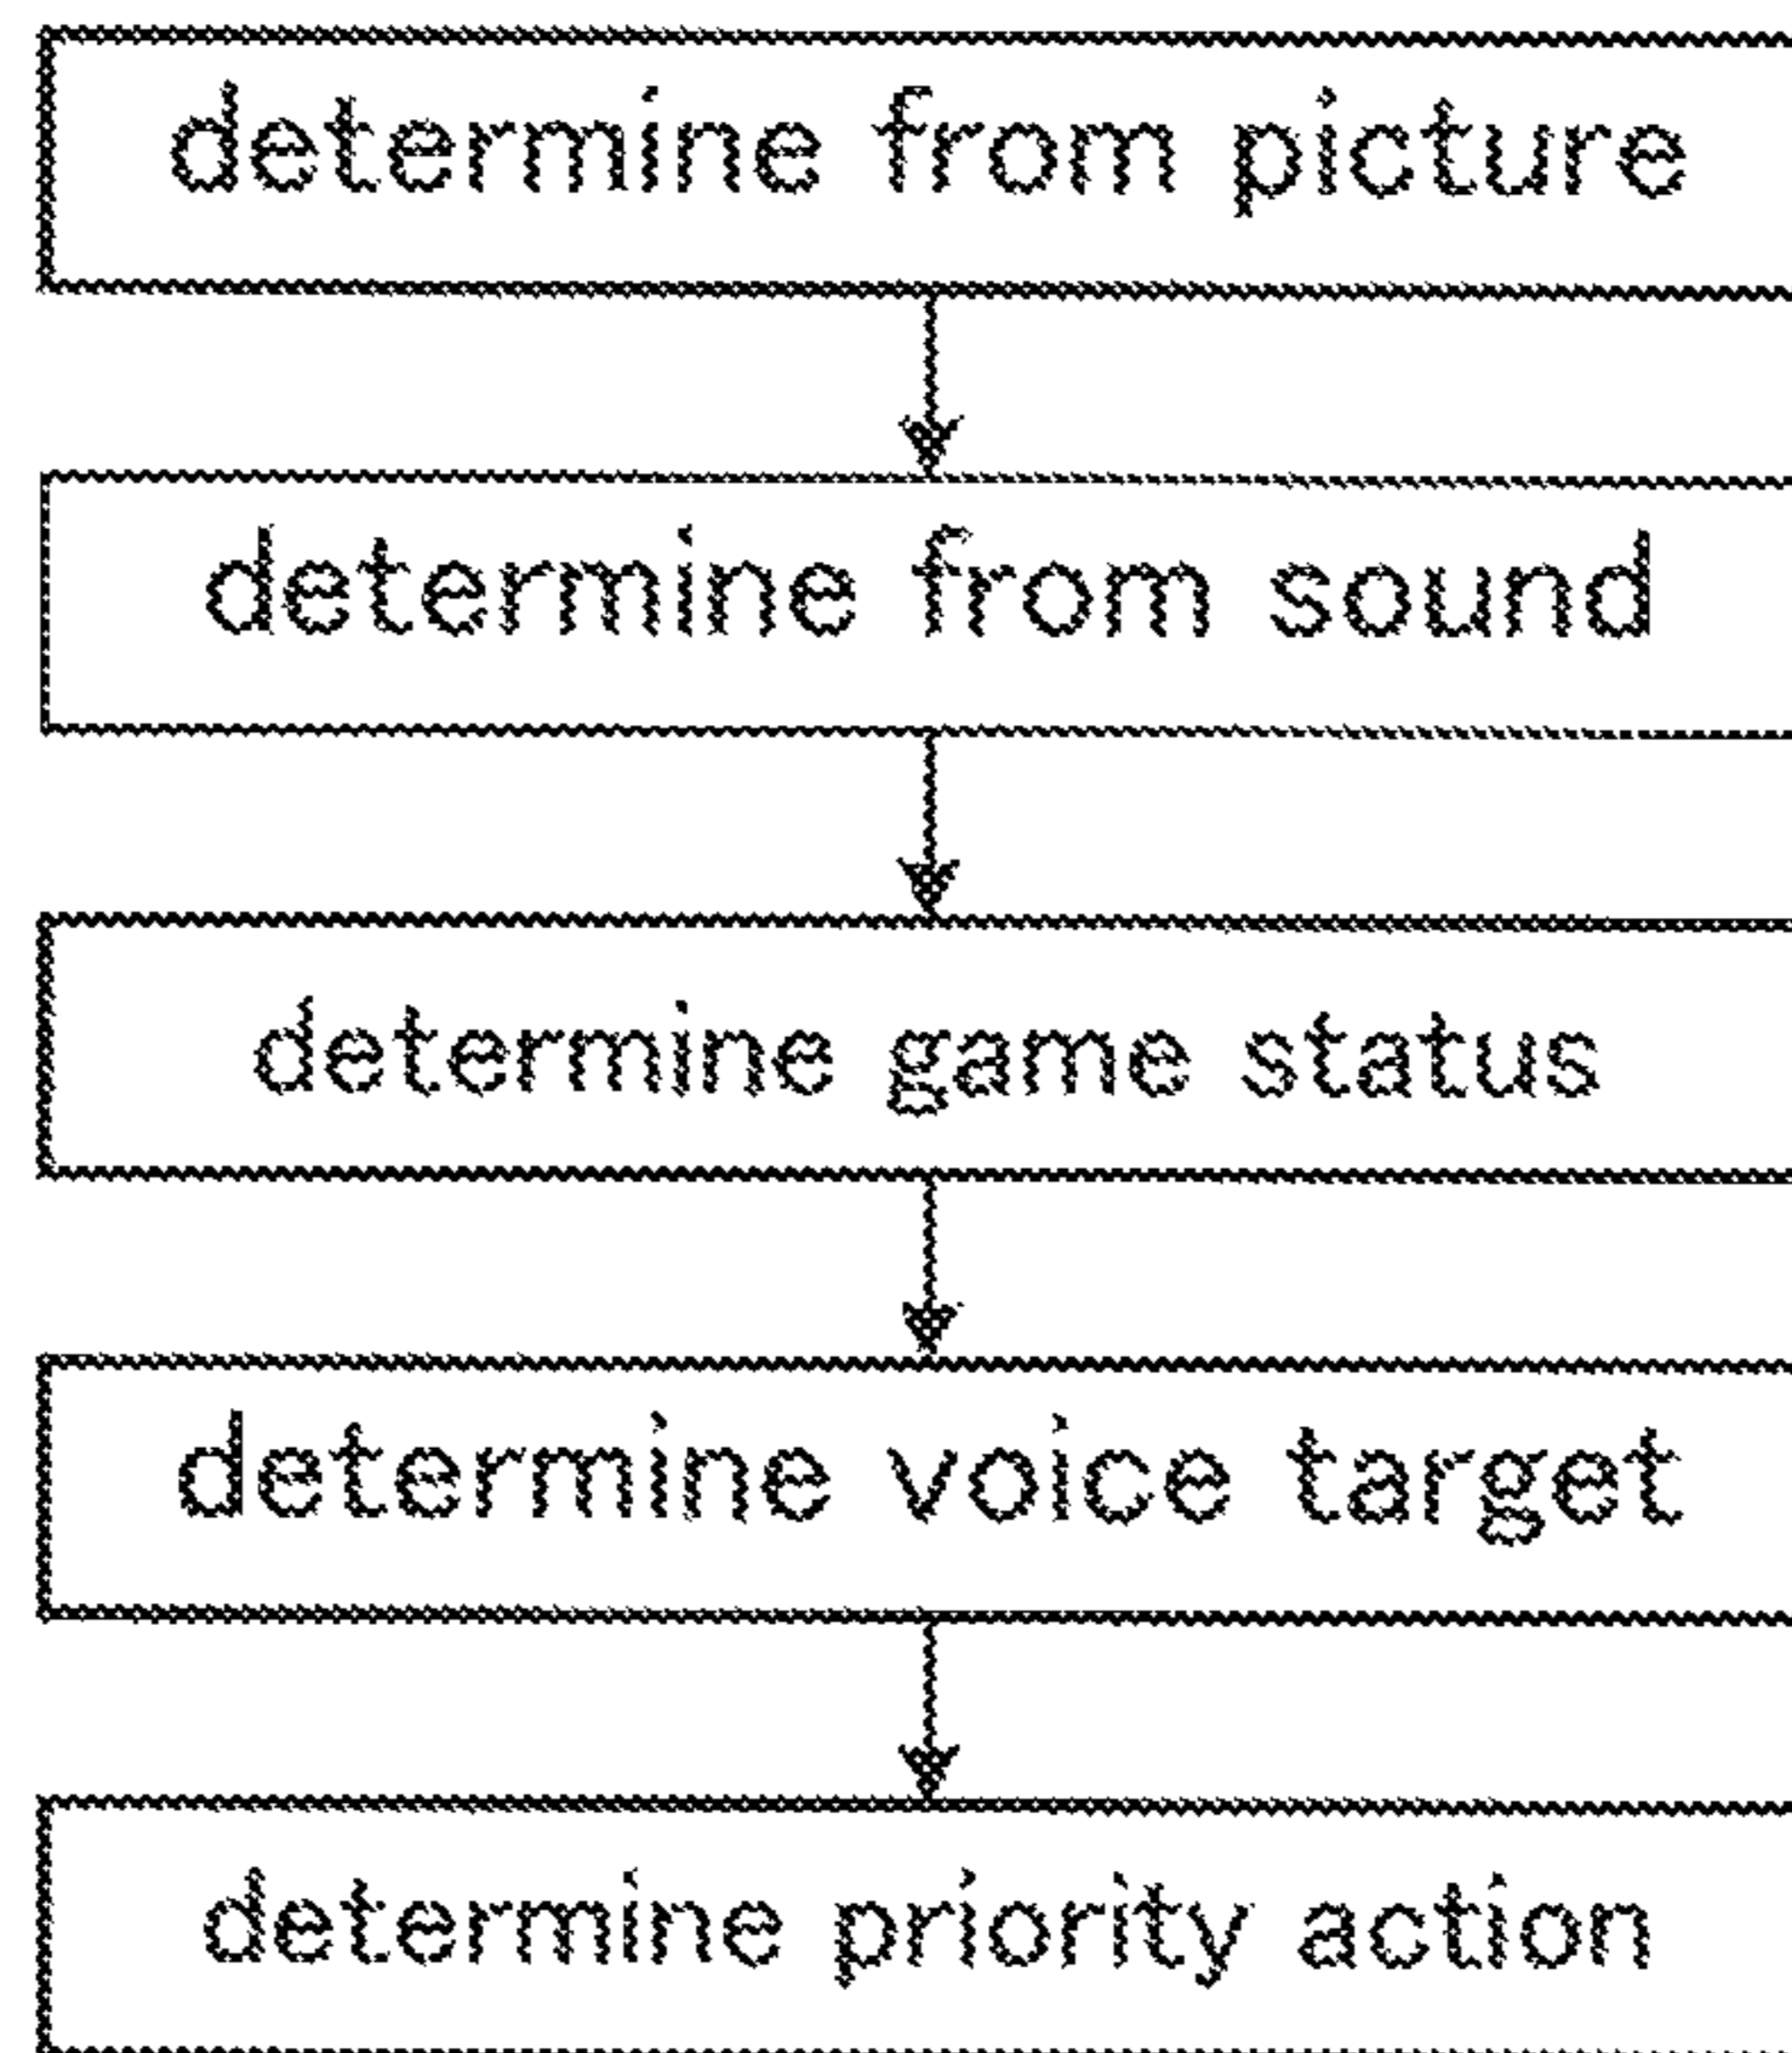 determine from picture
determine from sound
determine game status
determine voice target
determine priority action